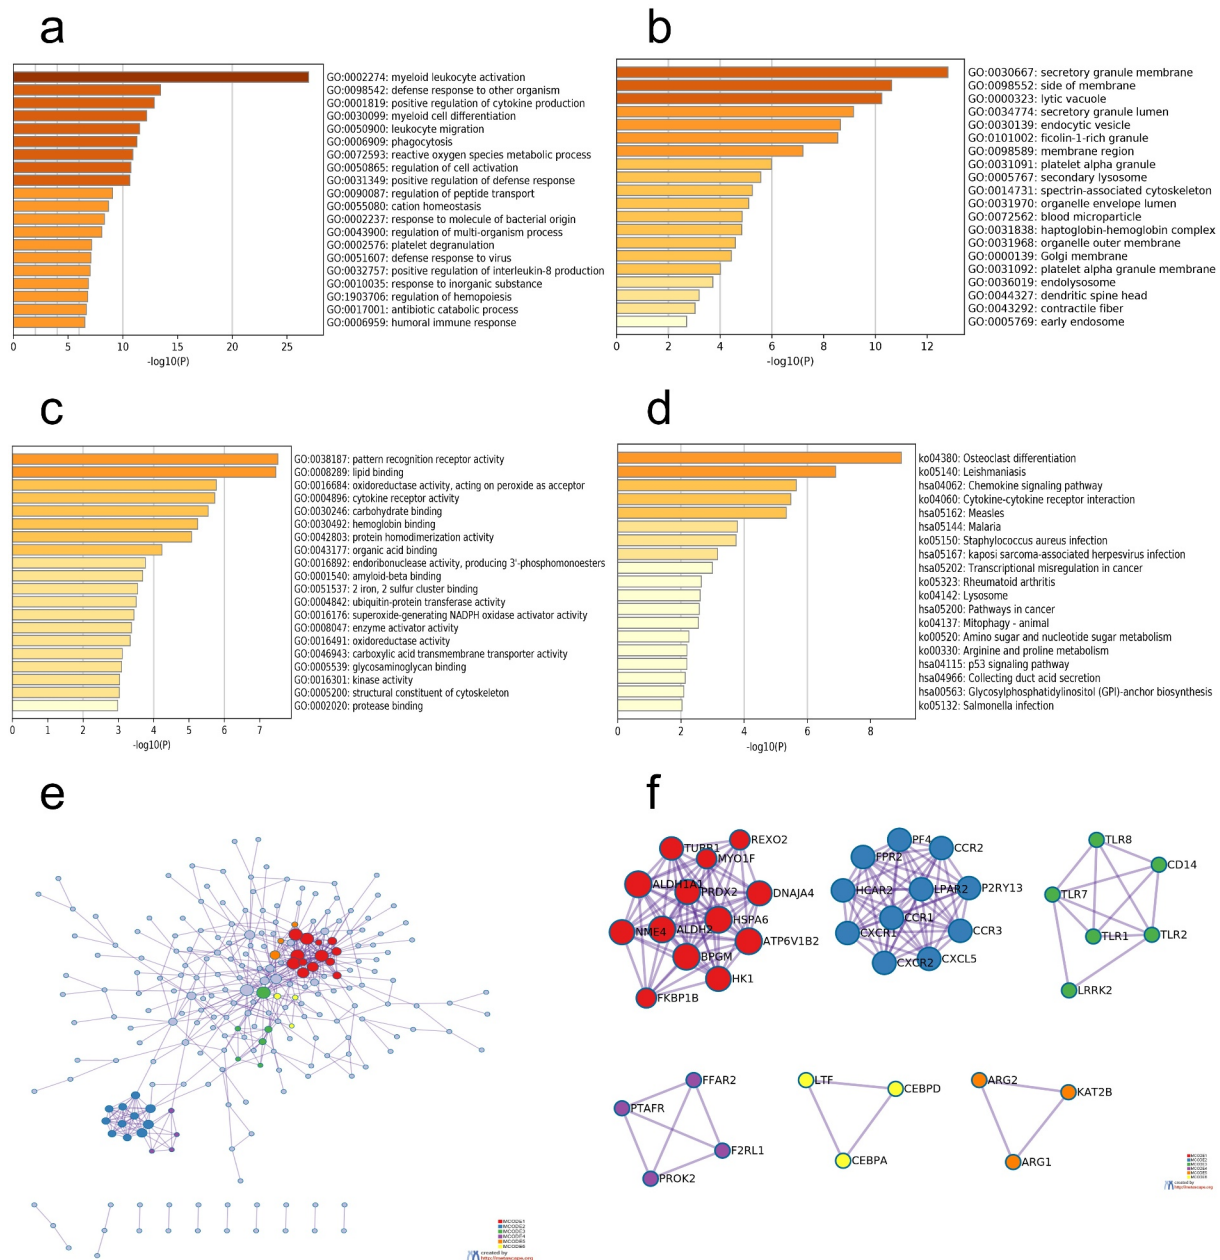 a
GO:0002274: myeloid leukocyte activation
GO:0098542: defense response to other organism
GO:0001819: positive regulation of cytokine production
GO:0030099: myeloid cell differentiation
GO:0050900: leukocyte migration
GO:0006909: phagocytosis
GO:0072593: reactive oxygen species metabolic process
GO:0050865: regulation of cell activation
GO:0031349: positive regulation of defense response
GO:0090087: regulation of peptide transport
GO:0055080: cation homeostasis
GO:0002237: response to molecule of bacterial origin
GO:0043900: regulation of multi-organism process
GO:0002576: platelet degranulation
GO:0051607: defense response to virus
GO:0032757: positive regulation of interleukin-8 production
GO:0010035: response to inorganic substance
GO:1903706: regulation of hemopoiesis
GO:0017001: antibiotic catabolic process
GO:0006959: humoral immune response
0 5 10 15 20 25
-log10(P)
b
GO:0030667: secretory granule membrane
GO:0098552: side of membrane
GO:0000323: lytic vacuole
GO:0034774: secretory granule lumen
GO:0030139: endocytic vesicle
GO:0101002: ficolin-1-rich granule
GO:0098589: membrane region
GO:0031091: platelet alpha granule
GO:0005767: secondary lysosome
GO:0014731: spectrin-associated cytoskeleton
GO:0031970: organelle envelope lumen
GO:0072562: blood microparticle
GO:0031838: haptoglobin-hemoglobin complex
GO:0031968: organelle outer membrane
GO:0000139: Golgi membrane
GO:0031092: platelet alpha granule membrane
GO:0036019: endolysosome
GO:0044327: dendritic spine head
GO:0043292: contractile fiber
GO:0005769: early endosome
0 2 4 6 8 10 12
-log10(P)
c
GO:0038187: pattern recognition receptor activity
GO:0008289: lipid binding
GO:0016684: oxidoreductase activity, acting on peroxide as acceptor
GO:0004896: cytokine receptor activity
GO:0030246: carbohydrate binding
GO:0030492: hemoglobin binding
GO:0042803: protein homodimerization activity
GO:0043177: organic acid binding
GO:0016892: endoribonuclease activity, producing 3'-phosphomonoesters
GO:0001540: amyloid-beta binding
GO:0051537: 2 iron, 2 sulfur cluster binding
GO:0004842: ubiquitin-protein transferase activity
GO:0016176: superoxide-generating NADPH oxidase activator activity
GO:0008047: enzyme activator activity
GO:0016491: oxidoreductase activity
GO:0046943: carboxylic acid transmembrane transporter activity
GO:0005539: glycosaminoglycan binding
GO:0016301: kinase activity
GO:0005200: structural constituent of cytoskeleton
GO:0002020: protease binding
0 1 2 3 4 5 6 7
-log10(P)
d
ko04380: Osteoclast differentiation
ko05140: Leishmaniasis
hsa04062: Chemokine signaling pathway
ko04060: Cytokine-cytokine receptor interaction
hsa05162: Measles
hsa05144: Malaria
ko05150: Staphylococcus aureus infection
hsa05167: kaposi sarcoma-associated herpesvirus infection
hsa05202: Transcriptional misregulation in cancer
ko05323: Rheumatoid arthritis
ko04142: Lysosome
hsa05200: Pathways in cancer
ko04137: Mitophagy - animal
ko00520: Amino sugar and nucleotide sugar metabolism
ko00330: Arginine and proline metabolism
hsa04115: p53 signaling pathway
hsa04966: Collecting duct acid secretion
hsa00563: Glycosylphosphatidylinositol (GPI)-anchor biosynthesis
ko05132: Salmonella infection
0 2 4 6 8
-log10(P)
e
MCODE1
MCODE2
MCODE3
MCODE4
MCODE5
MCODE6
created by
http://metascape.org
f
REXO2
TUBB1
MYO1F
ALDH1A1
PRDX2
DNAJA4
HSPA6
NME4
ALDH2
ATP6V1B2
BPGM
HK1
FKBP1B
PF4
CCR2
FPR2
HCAR2
LPAR2
P2RY13
CCR1
CXCR1
CCR3
CXCR2
CXCL5
TLR8
CD14
TLR7
TLR1
TLR2
LRRK2
FFAR2
PTAFR
F2RL1
PROK2
LTF
CEBPD
CEBPA
ARG2
KAT2B
ARG1
MCODE1
MCODE2
MCODE3
MCODE4
MCODE5
MCODE6
created by
http://metascape.org